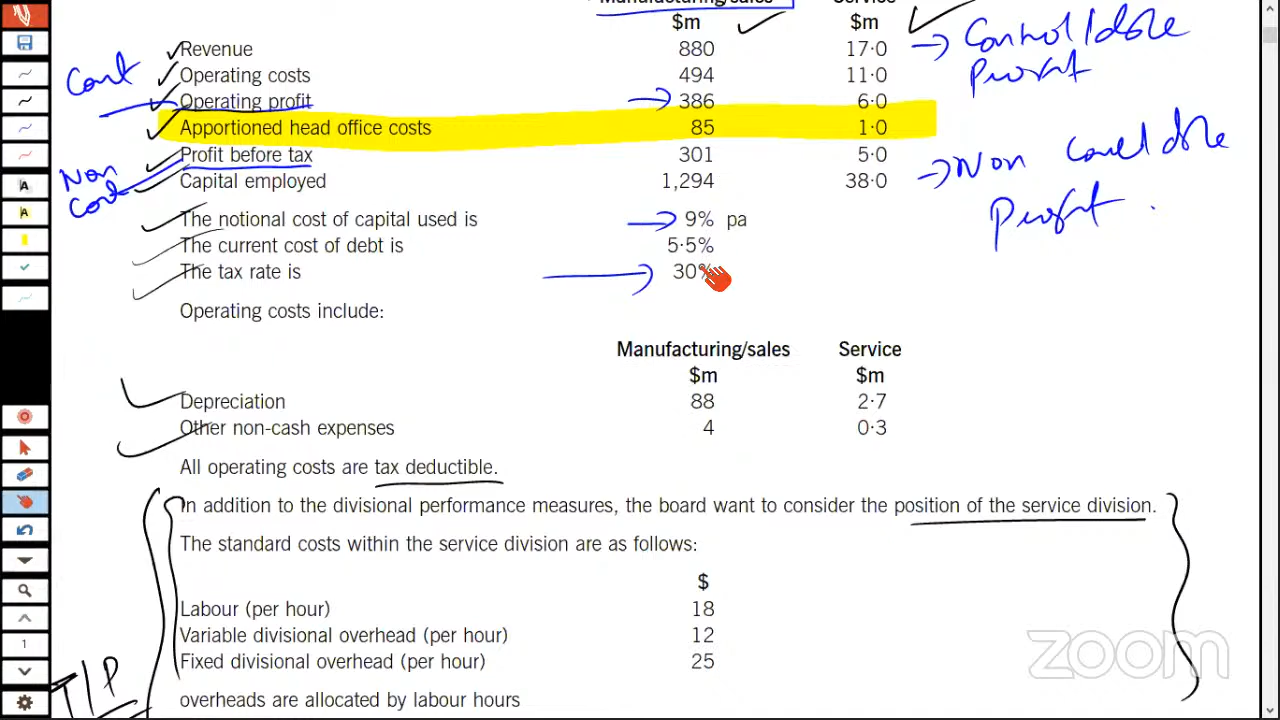 Manufacturing/sales Service
$m $m
Revenue 880 17·0 → Controllable
Cont Operating costs 494 11·0 Profit
Operating profit 386 6·0
Apportioned head office costs 85 1·0
Non Profit before tax 301 5·0 → Non
Cont Capital employed 1,294 38·0 Profit
The notional cost of capital used is 9% pa
The current cost of debt is 5·5%
The tax rate is 30%
Operating costs include:
Manufacturing/sales Service
$m $m
Depreciation 88 2·7
Other non-cash expenses 4 0·3
All operating costs are tax deductible.
In addition to the divisional performance measures, the board want to consider the position of the service division.
The standard costs within the service division are as follows:
$
Labour (per hour) 18
Variable divisional overhead (per hour) 12
Fixed divisional overhead (per hour) 25
T/P
overheads are allocated by labour hours
zoom
A
A
1